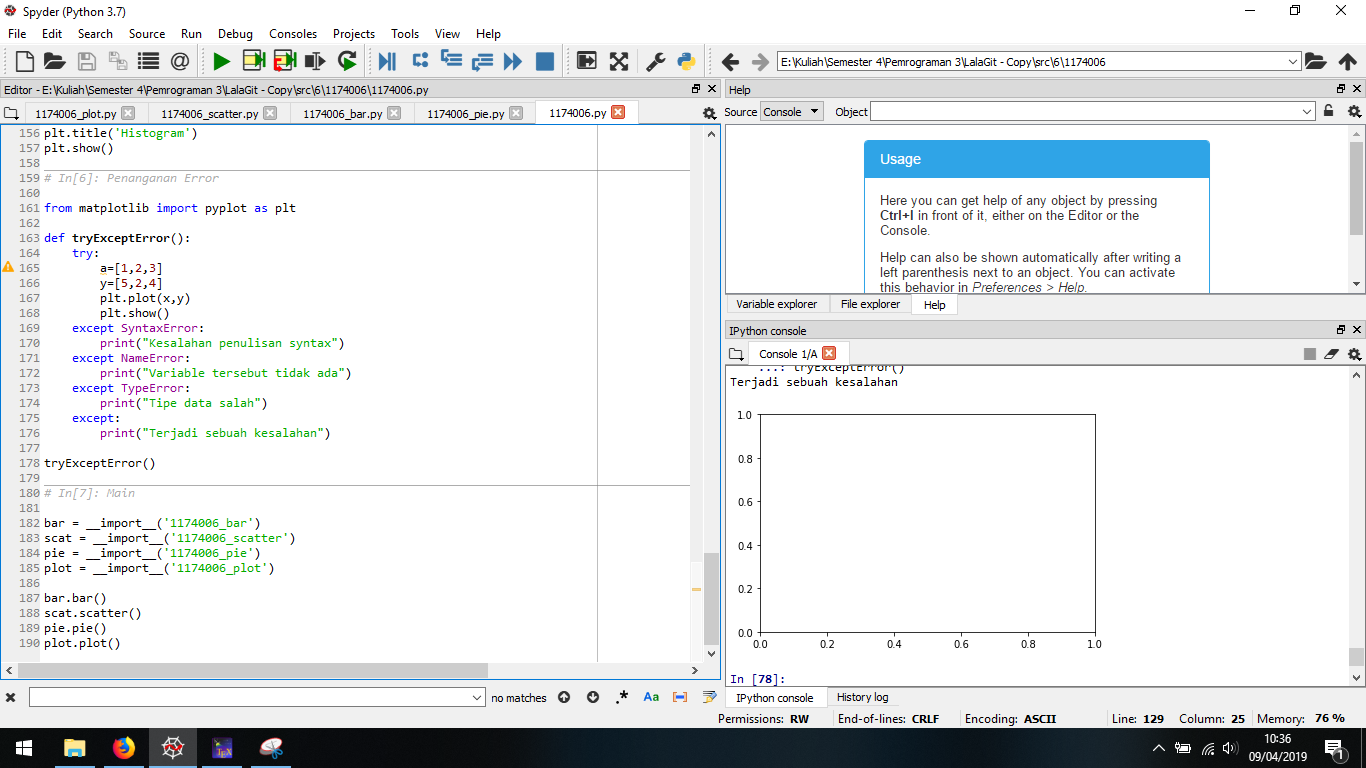 Spyder (Python 3.7)
File Edit Search Source Run Debug Consoles Projects Tools View Help
E:\Kuliah\Semester 4\Pemrograman 3\LalaGit - Copy\src\6\1174006
Editor - E:\Kuliah\Semester 4\Pemrograman 3\LalaGit - Copy\src\6\1174006\1174006.py
1174006_plot.py 1174006_scatter.py 1174006_bar.py 1174006_pie.py 1174006.py
156 plt.title('Histogram')
157 plt.show()
158
159 # In[6]: Penanganan Error
160
161 from matplotlib import pyplot as plt
162
163 def tryExceptError():
164     try:
165         a=[1,2,3]
166         y=[5,2,4]
167         plt.plot(x,y)
168         plt.show()
169     except SyntaxError:
170         print("Kesalahan penulisan syntax")
171     except NameError:
172         print("Variable tersebut tidak ada")
173     except TypeError:
174         print("Tipe data salah")
175     except:
176         print("Terjadi sebuah kesalahan")
177
178 tryExceptError()
179
180 # In[7]: Main
181
182 bar = __import__('1174006_bar')
183 scat = __import__('1174006_scatter')
184 pie = __import__('1174006_pie')
185 plot = __import__('1174006_plot')
186
187 bar.bar()
188 scat.scatter()
189 pie.pie()
190 plot.plot()
no matches .* Aa
Help
Source Console Object
Usage
Here you can get help of any object by pressing
Ctrl+I in front of it, either on the Editor or the
Console.
Help can also be shown automatically after writing a
left parenthesis next to an object. You can activate
this behavior in Preferences > Help.
Variable explorer File explorer Help
IPython console
Console 1/A
...: tryExceptError()
Terjadi sebuah kesalahan
1.0
0.8
0.6
0.4
0.2
0.0
0.0 0.2 0.4 0.6 0.8 1.0
In [78]:
IPython console History log
Permissions: RW End-of-lines: CRLF Encoding: ASCII Line: 129 Column: 25 Memory: 76 %
10:36
09/04/2019
1